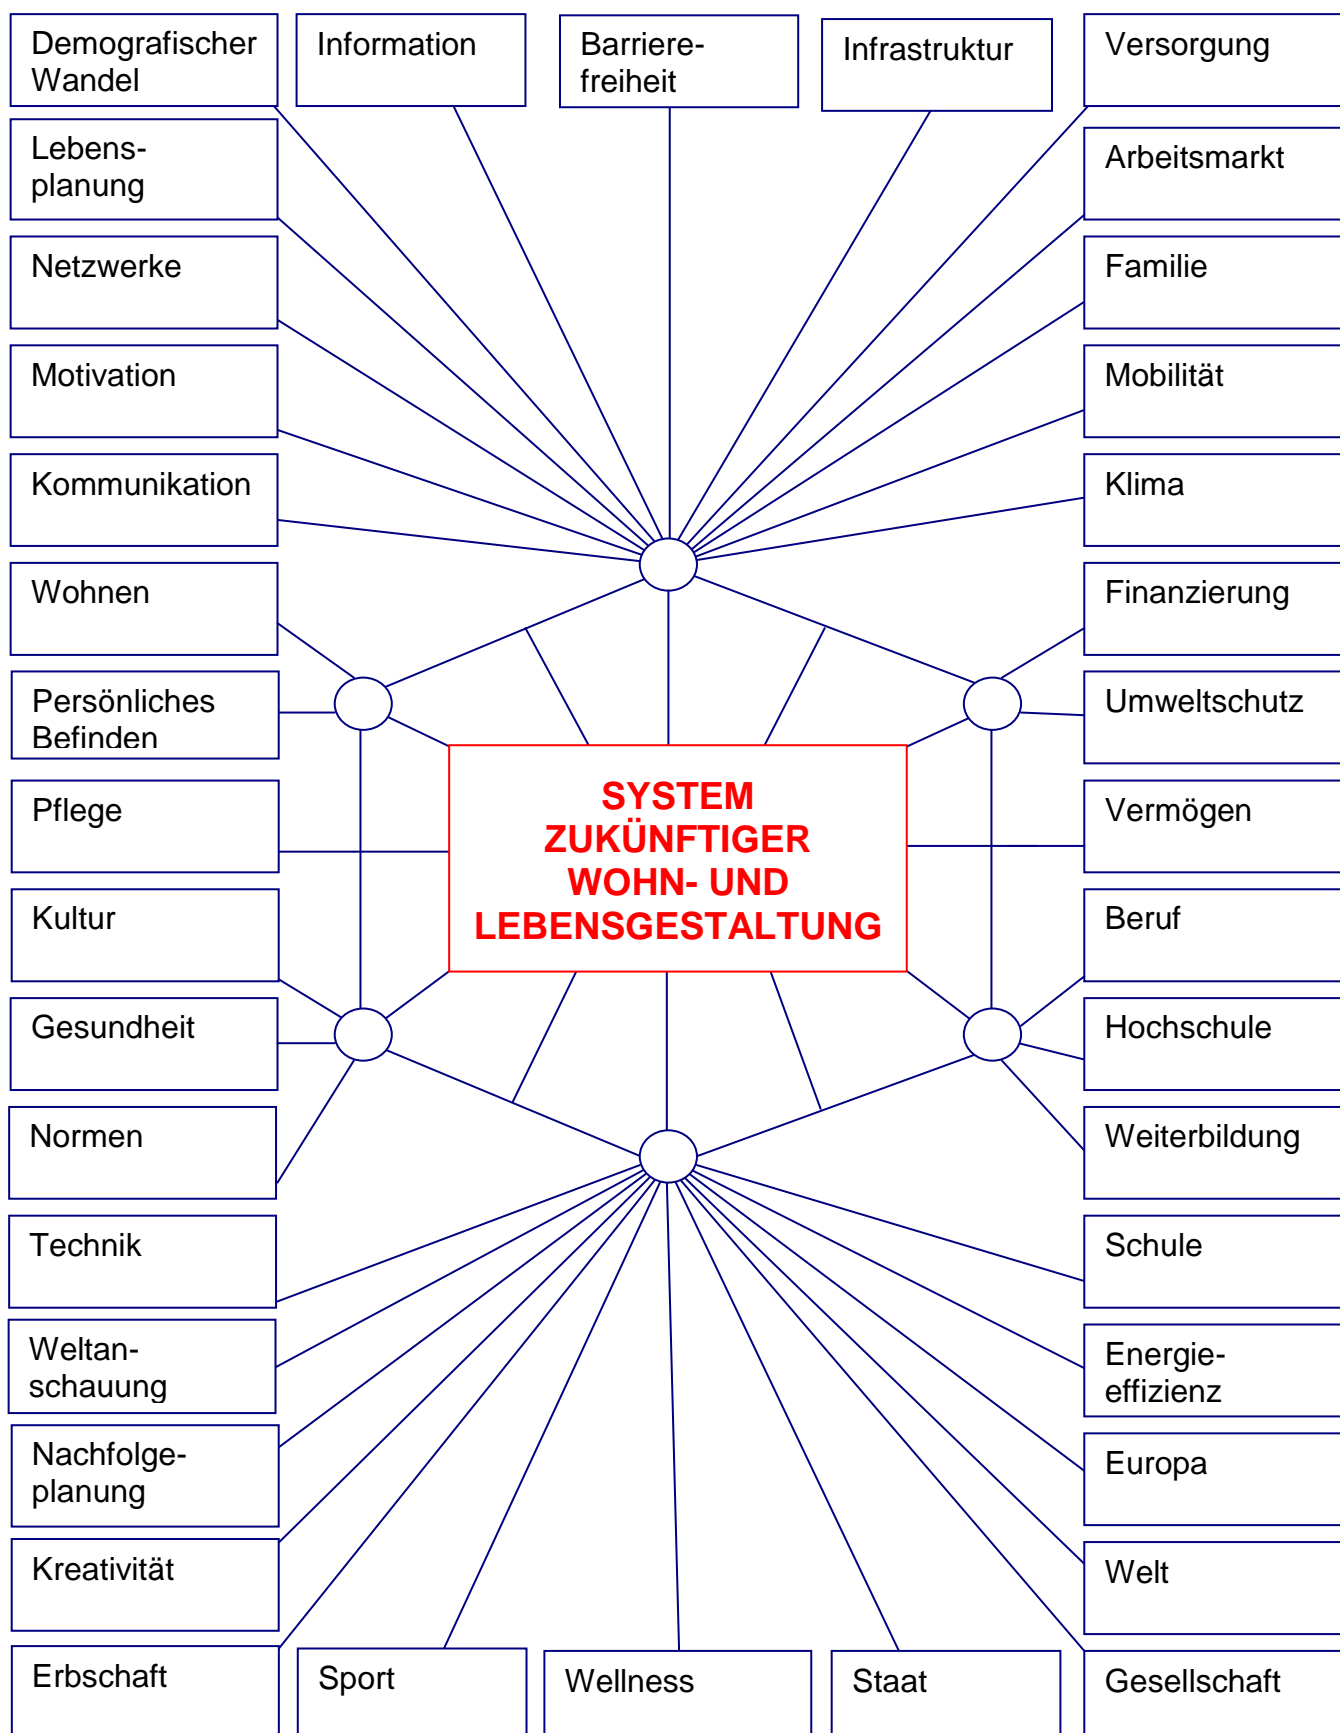 Demografischer
Wandel
Information
Barriere-
freiheit
Infrastruktur
Versorgung
Lebens-
planung
Arbeitsmarkt
Netzwerke
Familie
Motivation
Mobilität
Kommunikation
Klima
Wohnen
Finanzierung
Persönliches
Befinden
Umweltschutz
Pflege
SYSTEM
ZUKÜNFTIGER
WOHN- UND
LEBENSGESTALTUNG
Vermögen
Kultur
Beruf
Gesundheit
Hochschule
Normen
Weiterbildung
Technik
Schule
Weltan-
schauung
Energie-
effizienz
Nachfolge-
planung
Europa
Kreativität
Welt
Erbschaft
Sport
Wellness
Staat
Gesellschaft